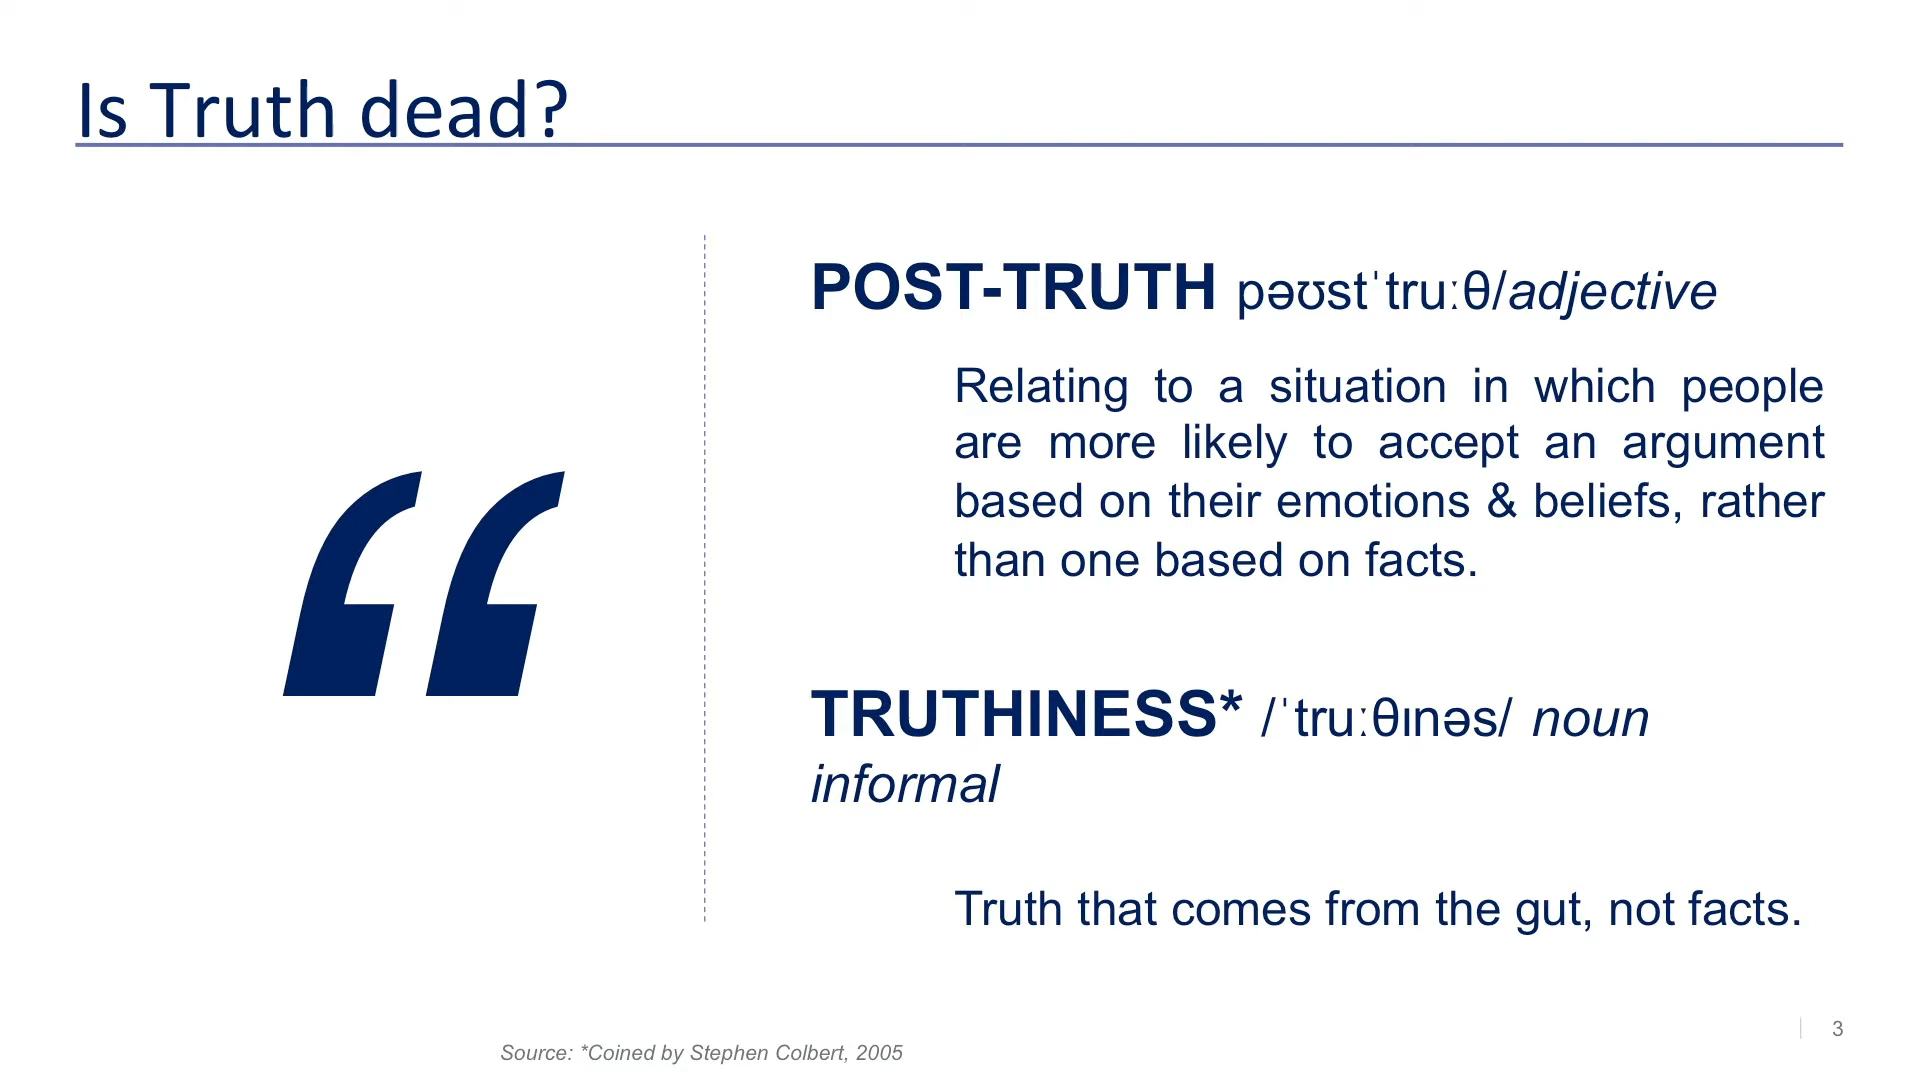 Is Truth dead?
“
POST-TRUTH pəʊstˈtruːθ/adjective
Relating to a situation in which people
are more likely to accept an argument
based on their emotions & beliefs, rather
than one based on facts.
TRUTHINESS* /ˈtruːθɪnəs/ noun
informal
Truth that comes from the gut, not facts.
3
Source: *Coined by Stephen Colbert, 2005